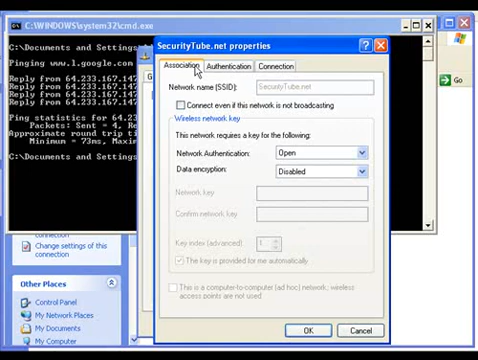 C:\WINDOWS\system32\cmd.exe
C:\Documents and Settings
Pinging www.l.google.com
Reply from 64.233.167.14
Reply from 64.233.167.14
Reply from 64.233.167.14
Reply from 64.233.167.14
Ping statistics for 64.23
Packets: Sent = 4, R
Approximate round trip ti
Minimum = 73ms, Maxi
C:\Documents and Setting
SecurityTube.net properties
Association
Authentication
Connection
Network name (SSID):
SecurityTube.net
Connect even if this network is not broadcasting
Wireless network key
This network requires a key for the following:
Network Authentication:
Open
Data encryption:
Disabled
Network key
Confirm network key
Key index (advanced)
1
The key is provided for me automatically
This is a computer-to-computer (ad hoc) network; wireless
access points are not used
OK
Cancel
Go
connection
Change settings of this
connection
Other Places
Control Panel
My Network Places
My Documents
My Computer